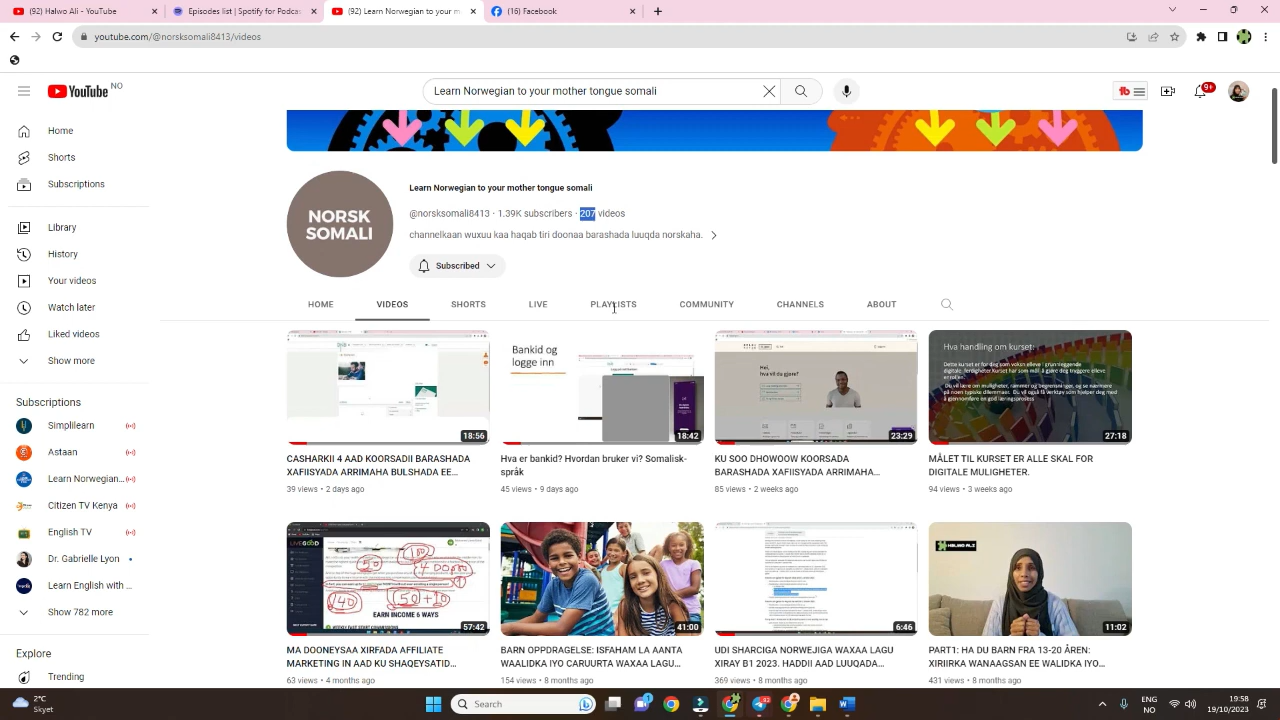 (92) Halwo Ali - YouTube
Episodes list | Spotify for Podcas
(92) Learn Norwegian to your m
(16) Facebook
youtube.com/@norsksomali8413/videos
YouTube NO
Learn Norwegian to your mother tongue somali
9+
Home
Shorts
Subscriptions
Library
History
Your videos
Watch later
Liked videos
Show more
Subscriptions
Simplilearn
Astaan
Learn Norwegian...
Citizen TV Kenya
English TV
Dr.
English with ...
Explore
Trending
NORSK
SOMALI
Learn Norwegian to your mother tongue somali
@norsksomali8413 · 1.39K subscribers · 207 videos
channelkaan wuxuu kaa haqab tiri doonaa barashada luuqda norskaha.
Subscribed
HOME VIDEOS SHORTS LIVE PLAYLISTS COMMUNITY CHANNELS ABOUT
18:56
CASHARKII 4 AAD KOORSADII BARASHADA
XAFIISYADA ARRIMAHA BULSHADA EE...
39 views • 2 days ago
Bankid og
logge inn
18:42
Hva er bankid? Hvordan bruker vi? Somalisk-
språk
45 views • 9 days ago
Hei,
hva vil du gjøre?
23:29
KU SOO DHOWOOW KOORSADA
BARASHADA XAFIISYADA ARRIMAHA...
85 views • 2 weeks ago
Hva handling om kurset:
27:18
MÅLET TIL KURSET ER ALLE SKAL FOR
DIGITALE MULIGHETER.
94 views • 3 weeks ago
LIVEGOOD
EARN INCOME 6 WAYS
57:42
MA DOONEYSAA XIRFADA AFFILIATE
MARKETING IN AAD KU SHAQEYSATID...
63 views • 4 months ago
41:00
BARN OPPDRAGELSE: ISFAHAM LA AANTA
WAALIDKA IYO CARUURTA WAXAA LAGU...
154 views • 8 months ago
6:46
UDI SHARCIGA NORWEJIGA WAXAA LAGU
XIRAY B1 2023. HADDII AAD LUUQADA...
369 views • 8 months ago
11:02
PART1: HA DU BARN FRA 13-20 ÅREN:
XIRIIRKA WANAAGSAN EE WALIDKA IYO...
431 views • 8 months ago
2°C
Skyet
Search
ENG
NO
19:58
19/10/2023